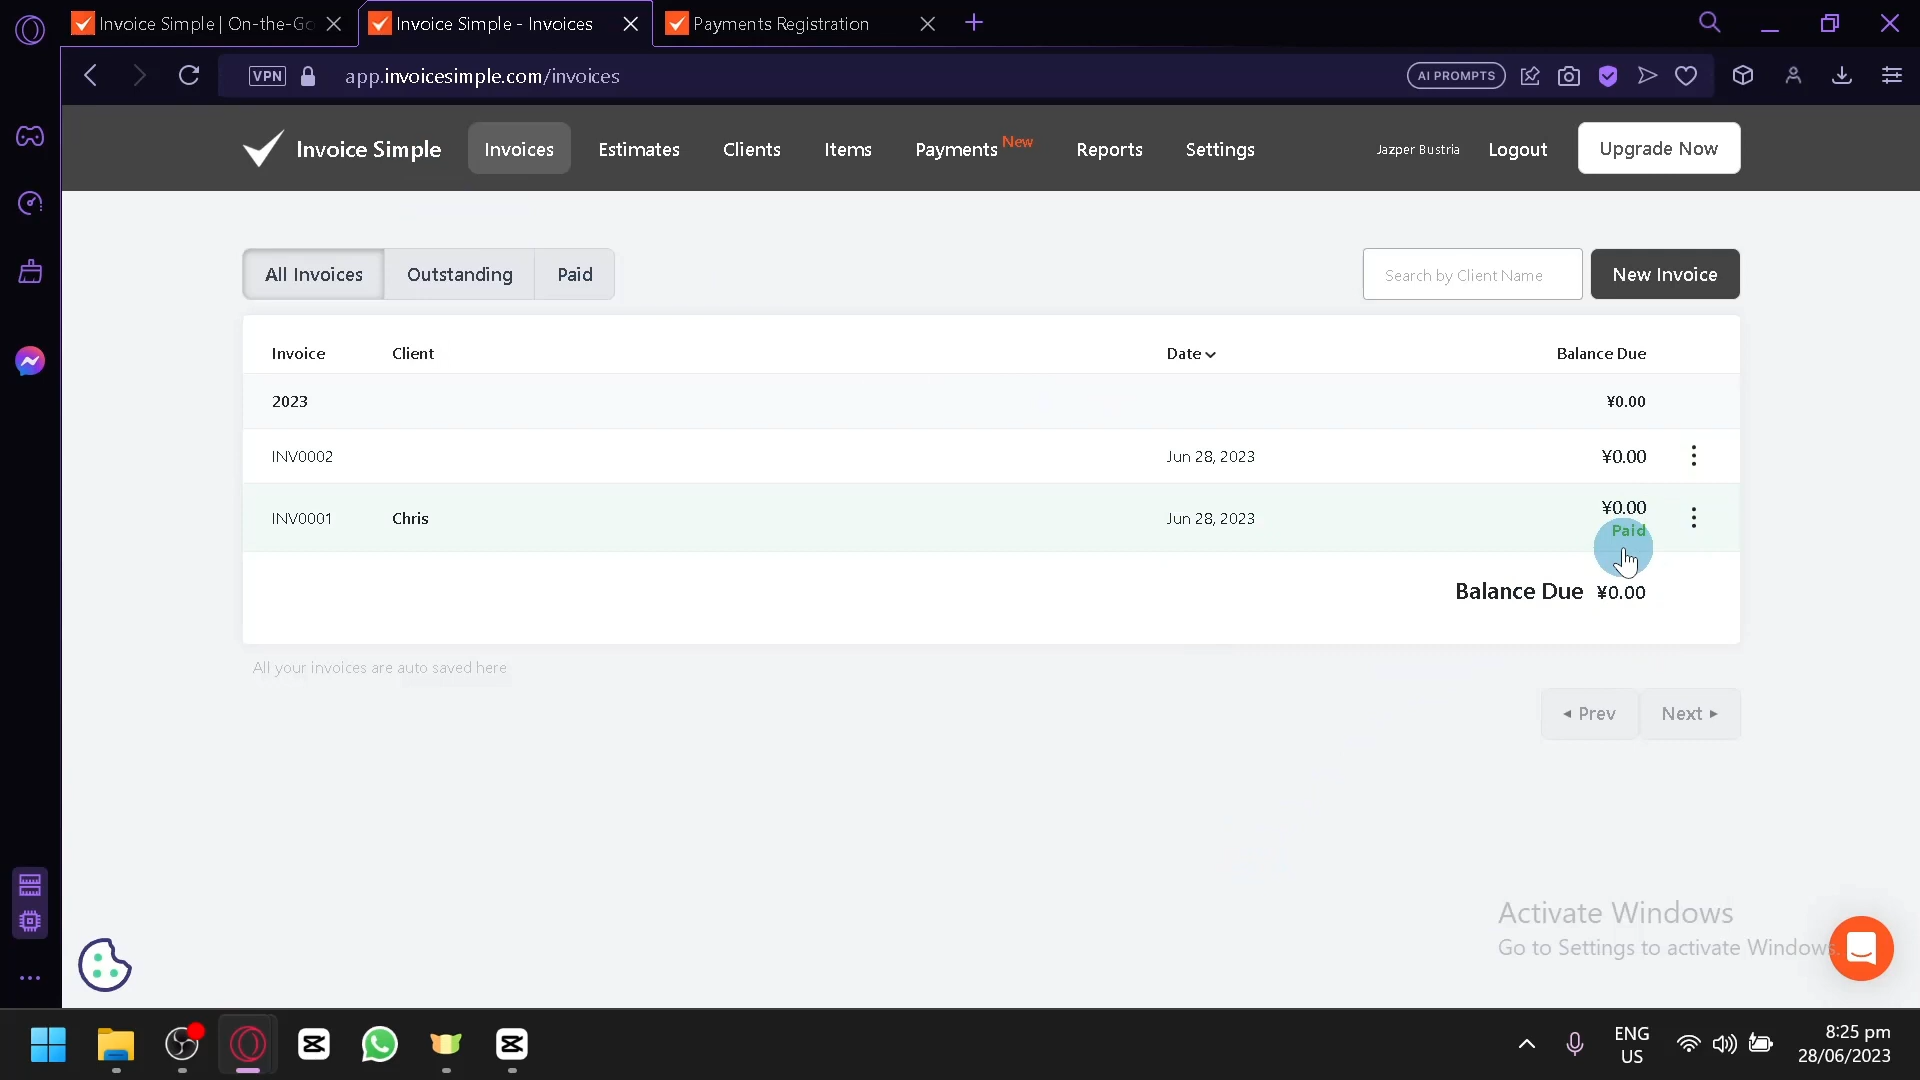 Invoice Simple | On-the-Go
Invoice Simple - Invoices
Payments Registration
VPN
app.invoicesimple.com/invoices
AI PROMPTS
Invoice Simple
Invoices
Estimates
Clients
Items
Payments New
Reports
Settings
Jazper Bustria
Logout
Upgrade Now
All Invoices
Outstanding
Paid
Search by Client Name
New Invoice
Invoice Client Date Balance Due
2023 ¥0.00
INV0002 Jun 28, 2023 ¥0.00
INV0001 Chris Jun 28, 2023 ¥0.00
Paid
Balance Due ¥0.00
All your invoices are auto saved here
Prev
Next
Activate Windows
Go to Settings to activate Windows.
ENG
US
8:25 pm
28/06/2023